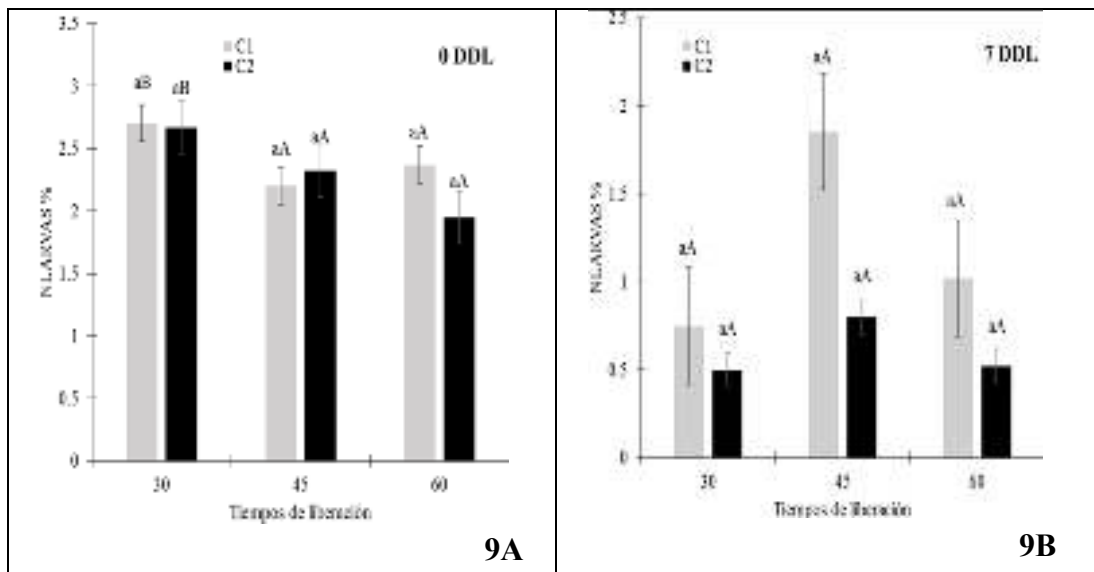 3.5
3
2.5
2
1.5
1
0.5
0
NLARVAS %
C1
C2
0 DDL
aB aB
aA aA
aA aA
30 45 60
Tiempos de liberación
9A
2.5
2
1.5
1
0.5
0
NLARVAS %
C1
C2
7 DDL
aA aA
aA aA
aA aA
30 45 60
Tiempos de liberación
9B